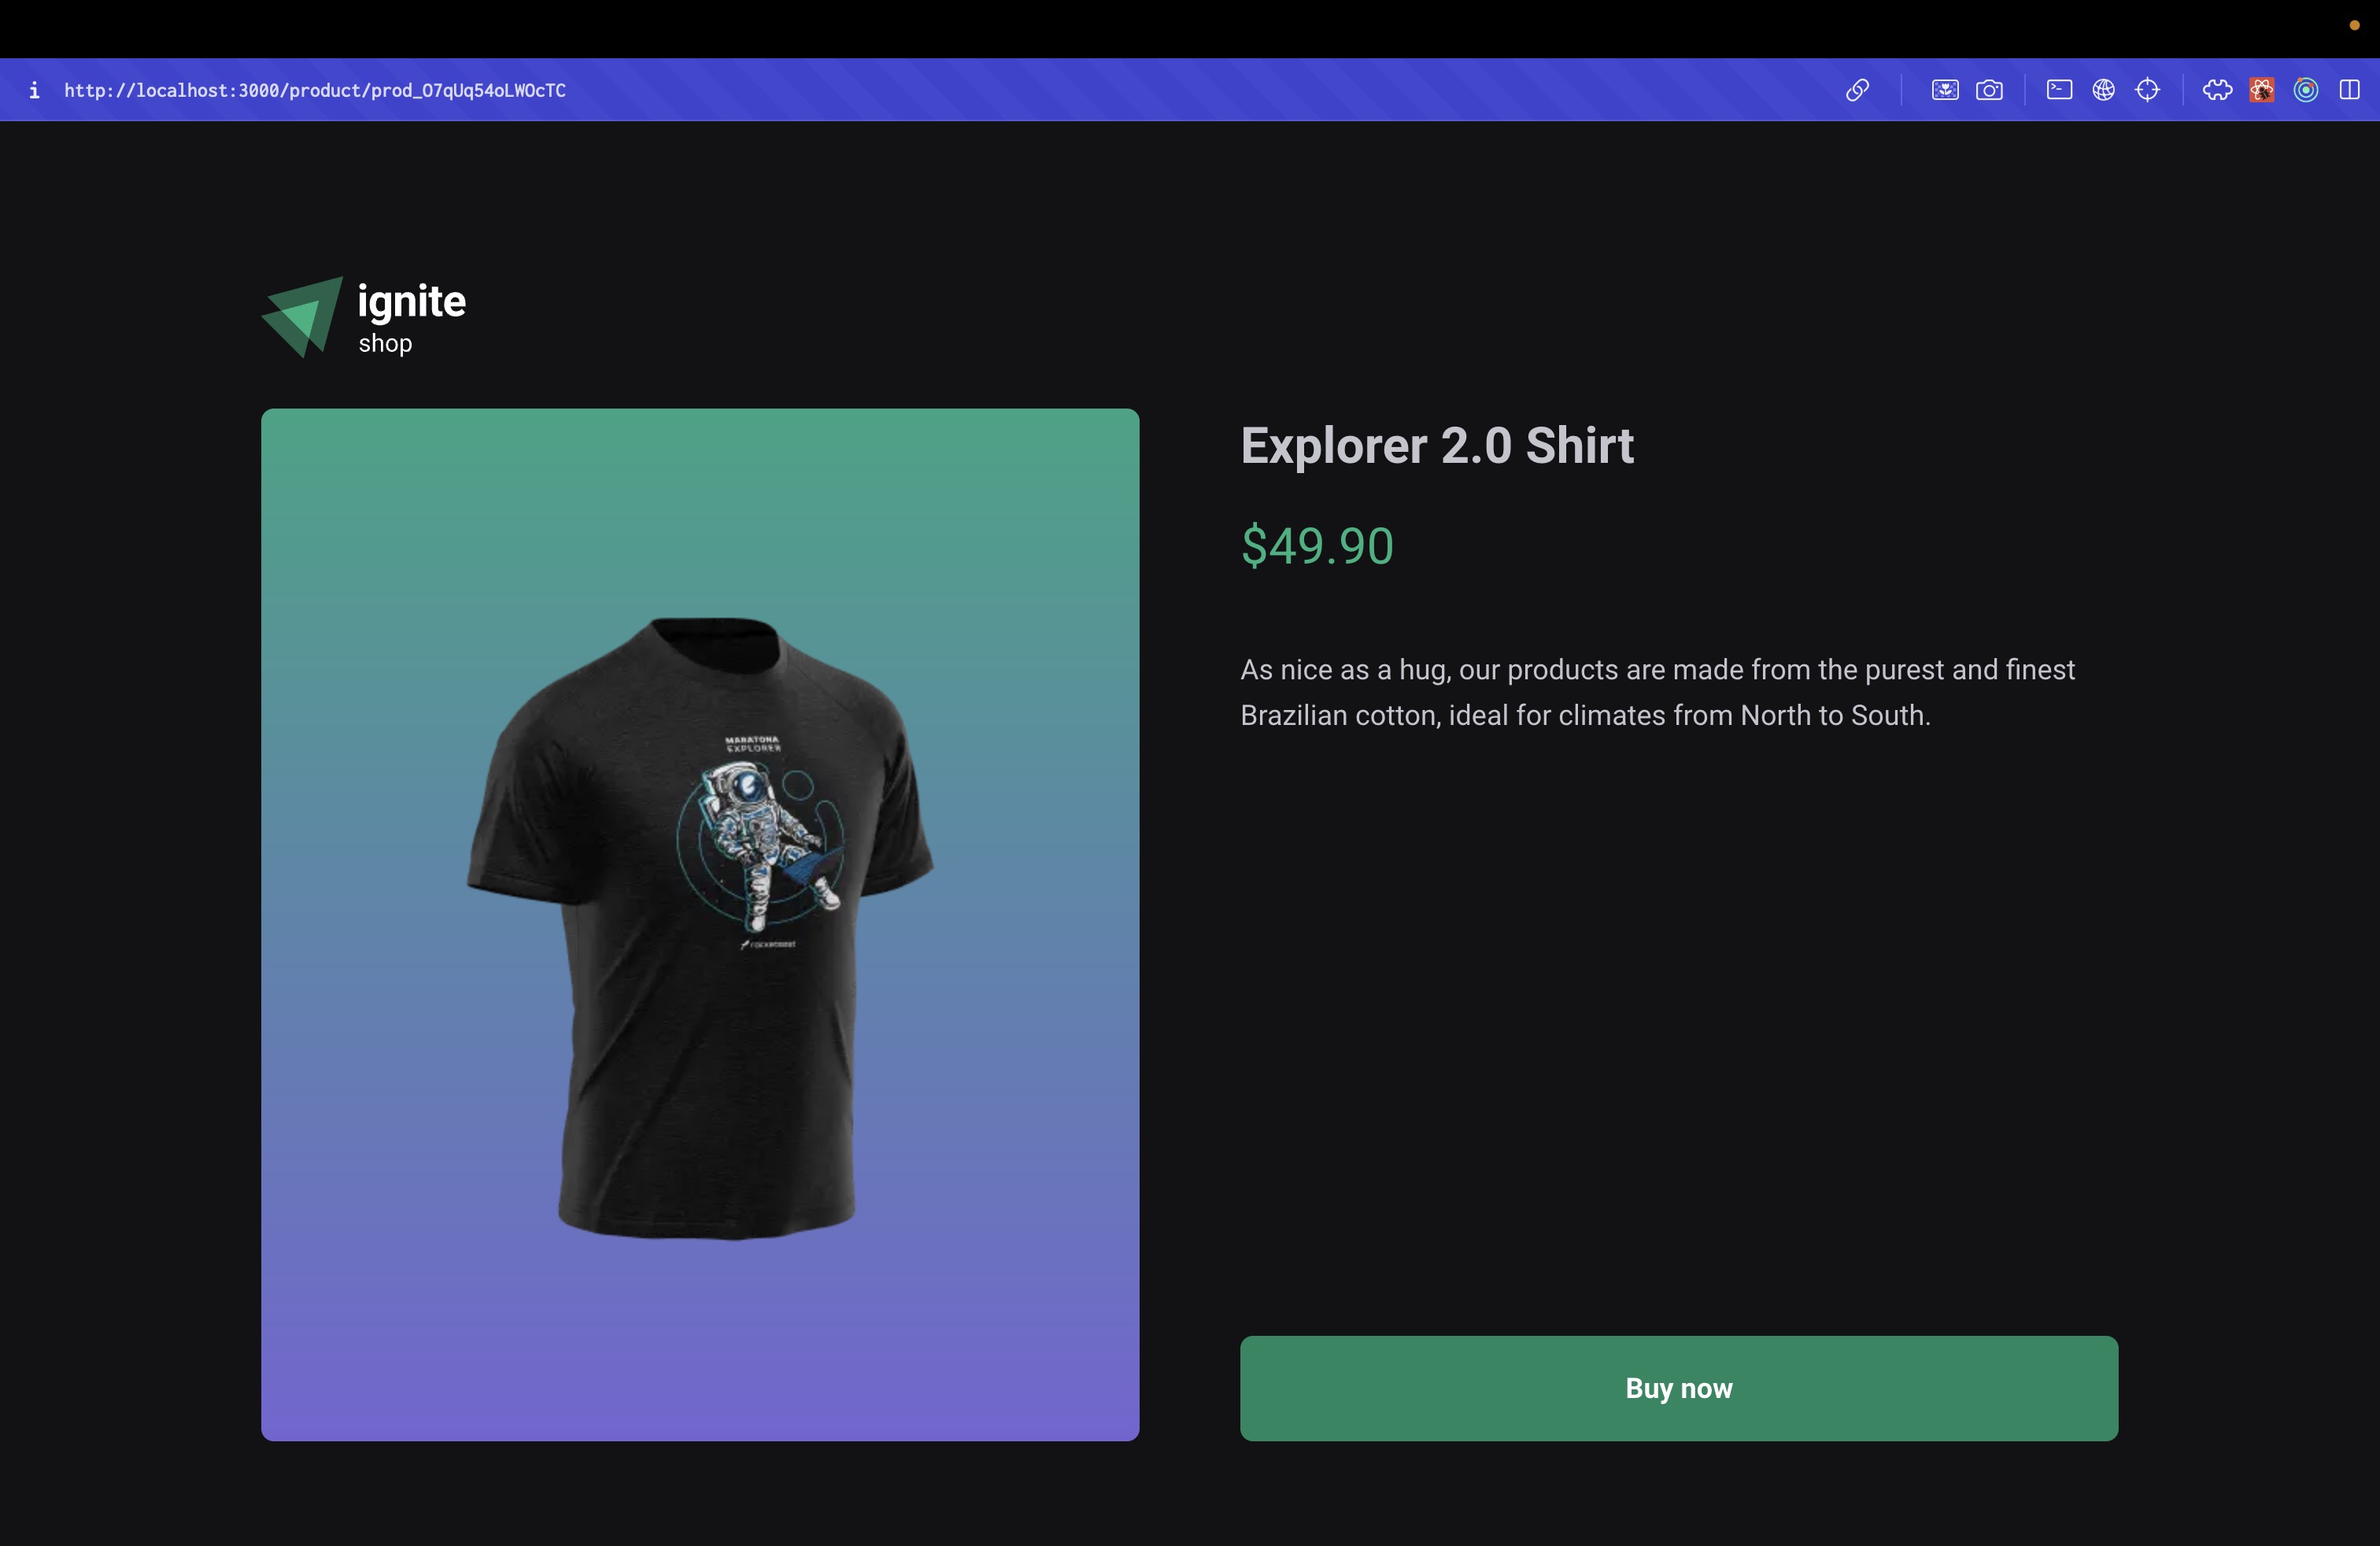 http://localhost:3000/product/prod_O7qUq54oLWOcTC
ignite
shop
Explorer 2.0 Shirt
$49.90
As nice as a hug, our products are made from the purest and finest
Brazilian cotton, ideal for climates from North to South.
MARATONA
EXPLORER
rocketseat
Buy now